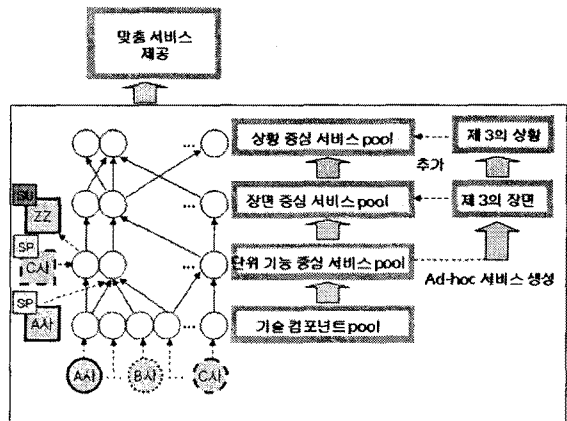 맞춤 서비스
제공
상황 중심 서비스 pool
제 3의 상황
추가
장면 중심 서비스 pool
제 3의 장면
SU
ZZ
SP
C사
단위 기능 중심 서비스 pool
Ad-hoc 서비스 생성
SP
A사
기술 컴포넌트 pool
A사
B사
C사
...
...
...
...